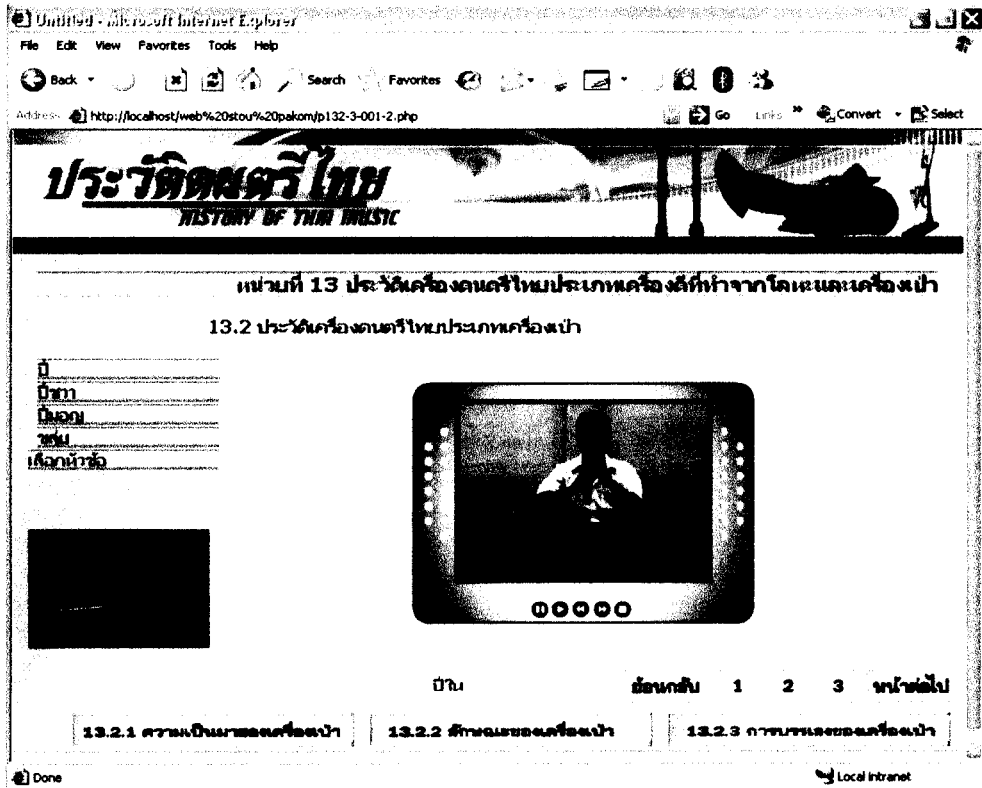 Untitled - Microsoft Internet Explorer
File Edit View Favorites Tools Help
Back Search Favorites
Address http://localhost/web%20stou%20pakom/p132-3-001-2.php Go Links » Convert Select
ประวัติดนตรีไทย
HISTORY OF THAI MUSIC
หน่วยที่ 13 ประวัติเครื่องดนตรีไทยประเภทเครื่องตีที่ทำจากโลหะและเครื่องเป่า
13.2 ประวัติเครื่องดนตรีไทยประเภทเครื่องเป่า
ปี่
ปี่ชวา
ปี่มอญ
ขลุ่ย
เลือกหัวข้อ
ปี่ใน
ย้อนกลับ 1 2 3 หน้าต่อไป
13.2.1 ความเป็นมาของเครื่องเป่า 13.2.2 ลักษณะของเครื่องเป่า 13.2.3 การบรรเลงของเครื่องเป่า
Done Local intranet